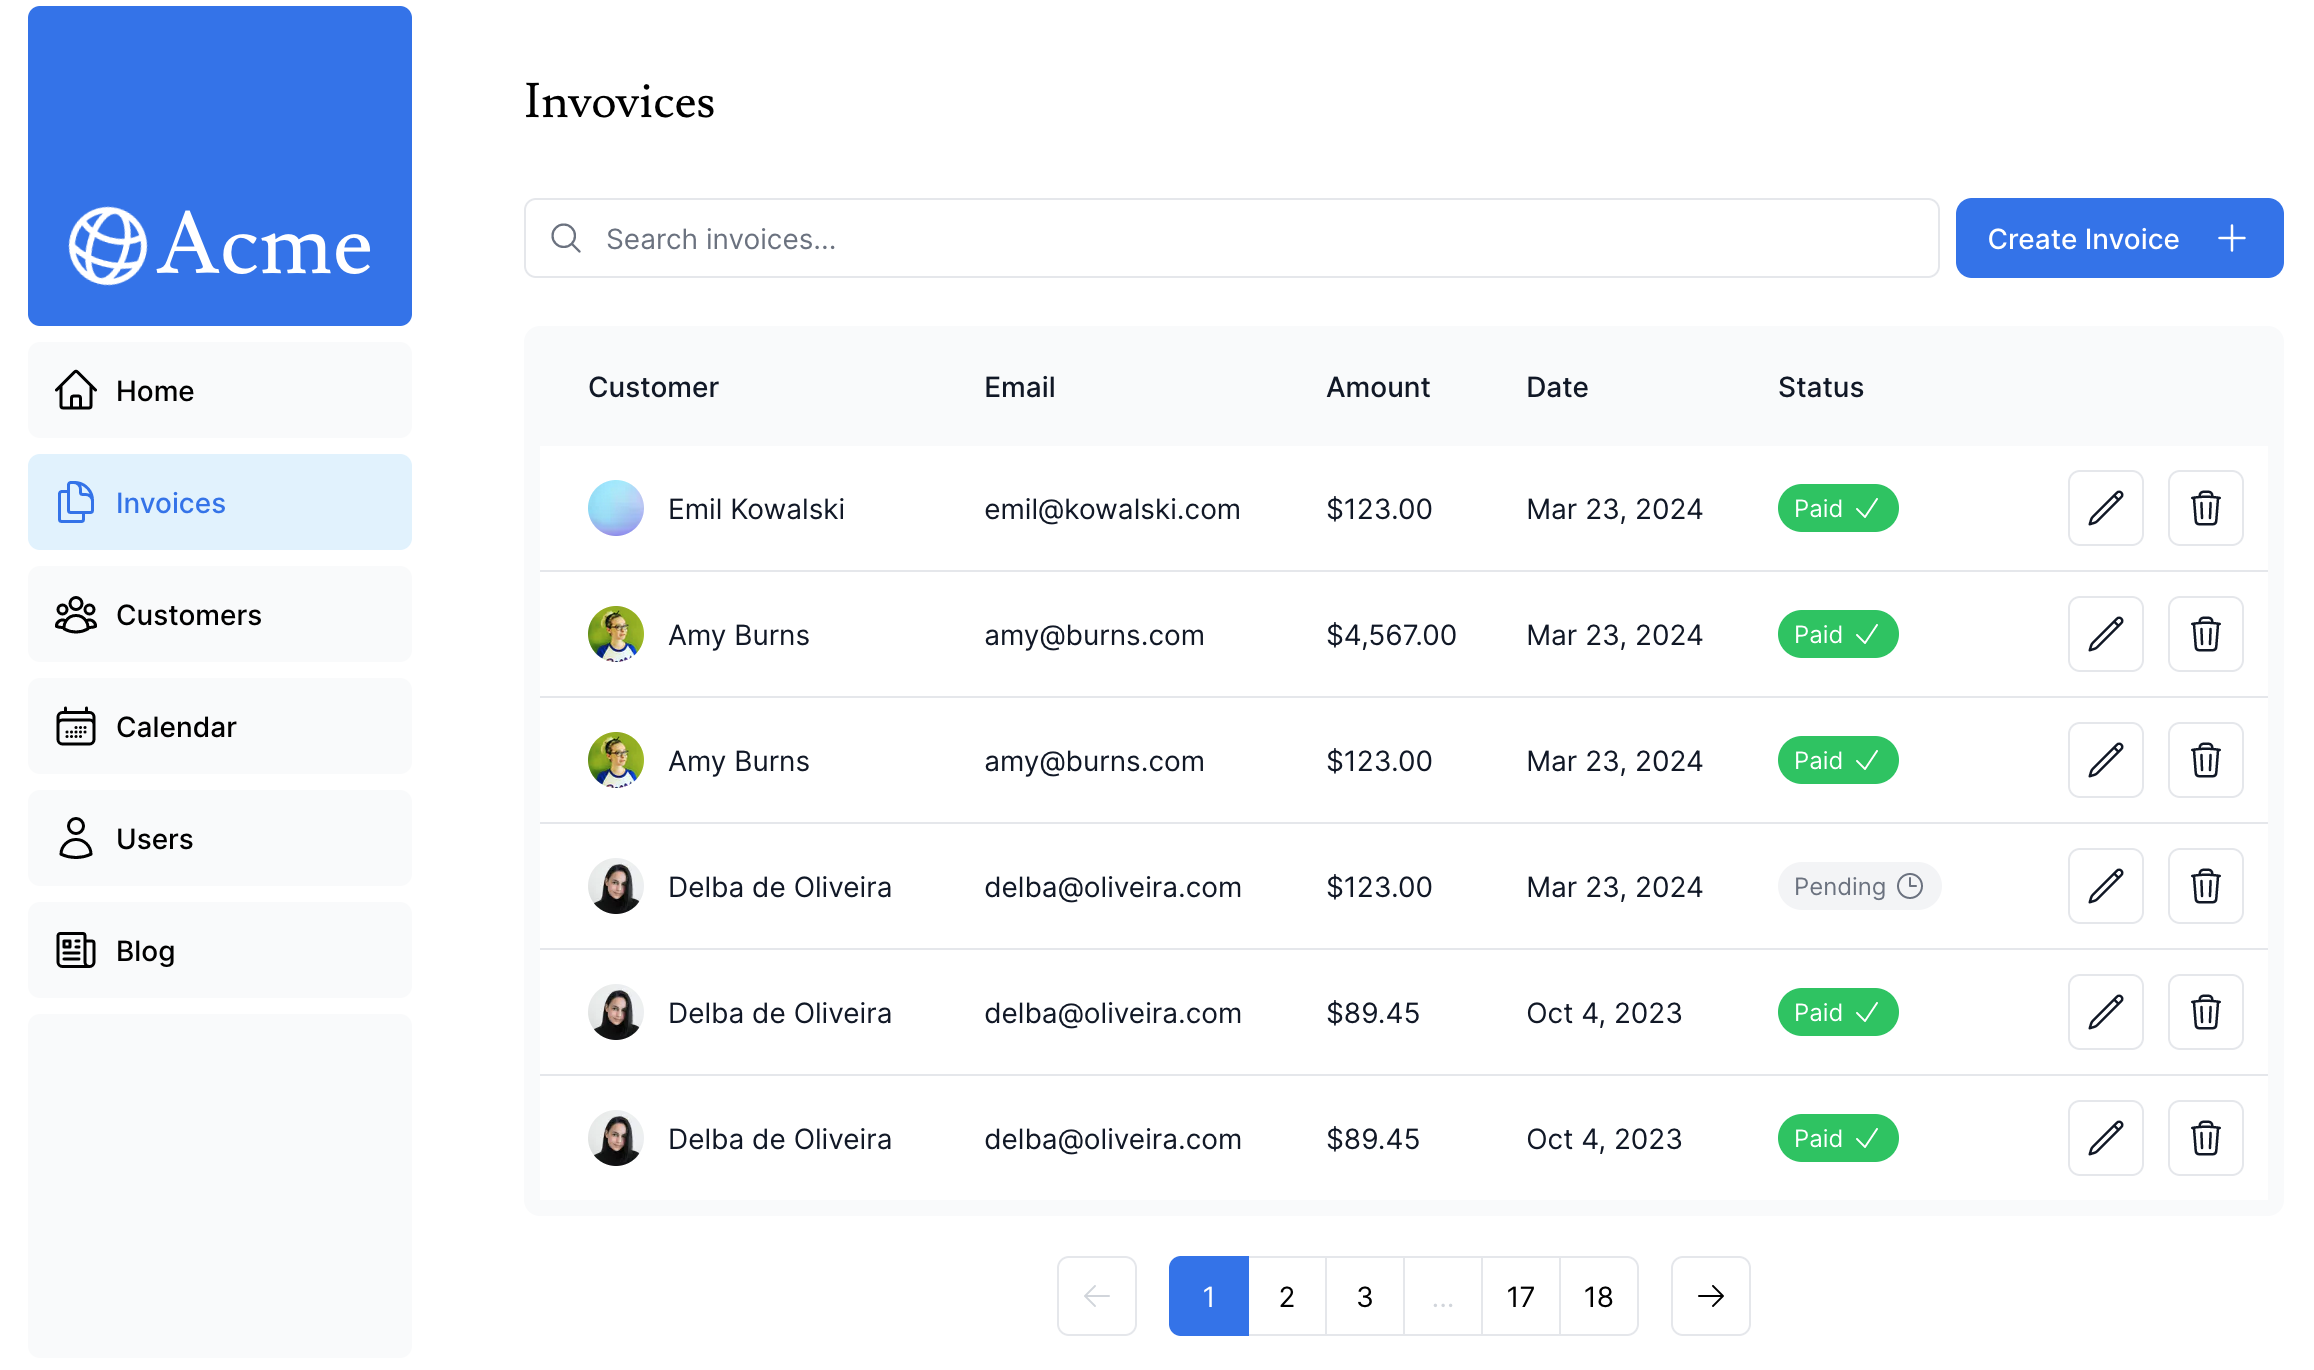 Acme
Home
Invoices
Customers
Calendar
Users
Blog
Invovices
Search invoices...
Create Invoice
Customer Email Amount Date Status
Emil Kowalski emil@kowalski.com $123.00 Mar 23, 2024 Paid
Amy Burns amy@burns.com $4,567.00 Mar 23, 2024 Paid
Amy Burns amy@burns.com $123.00 Mar 23, 2024 Paid
Delba de Oliveira delba@oliveira.com $123.00 Mar 23, 2024 Pending
Delba de Oliveira delba@oliveira.com $89.45 Oct 4, 2023 Paid
Delba de Oliveira delba@oliveira.com $89.45 Oct 4, 2023 Paid
1 2 3 ... 17 18